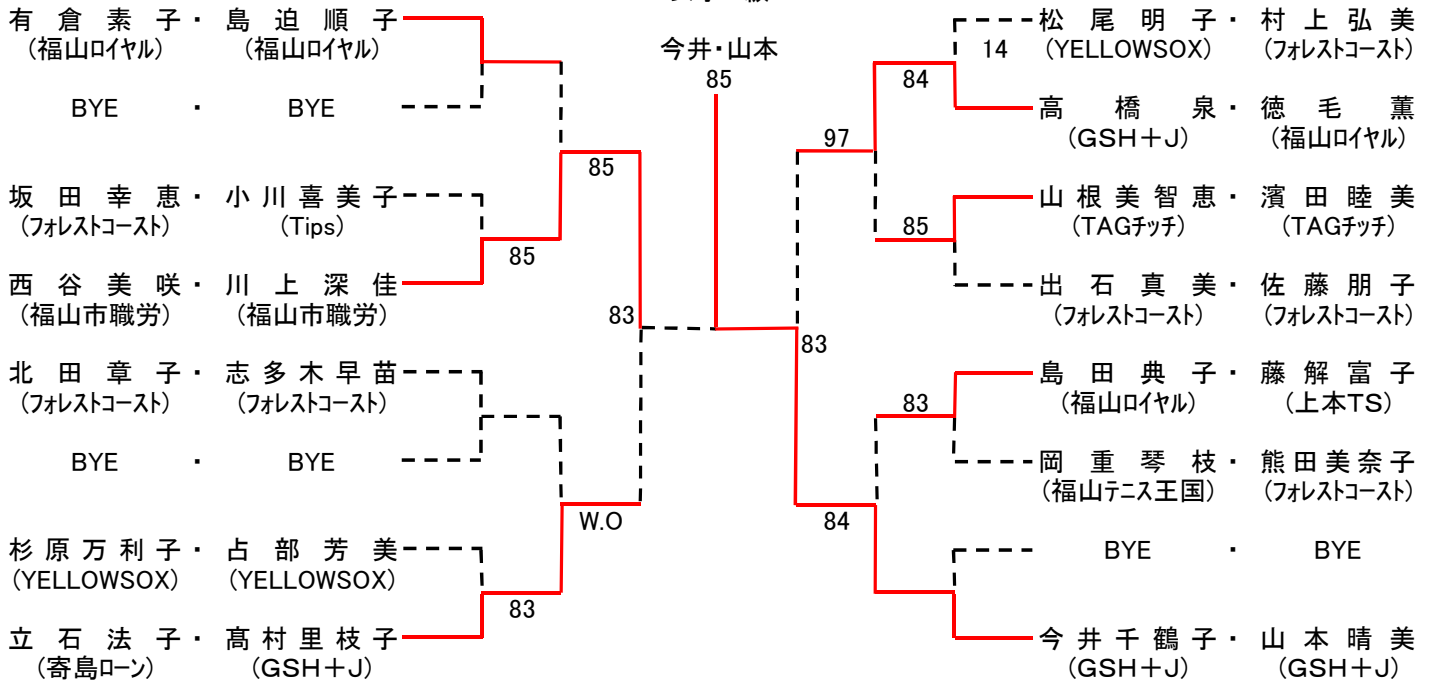 今井・山本
85
有倉素子・島迫順子
(福山ロイヤル) (福山ロイヤル)
BYE ・ BYE
坂田幸恵・小川喜美子
(フォレストコースト) (Tips)
西谷美咲・川上深佳
(福山市職労) (福山市職労)
北田章子・志多木早苗
(フォレストコースト) (フォレストコースト)
BYE ・ BYE
杉原万利子・占部芳美
(YELLOWSOX) (YELLOWSOX)
立石法子・髙村里枝子
(寄島ローン) (GSH+J)
85
85
83
W.O
83
松尾明子・村上弘美
14 (YELLOWSOX) (フォレストコースト)
高橋泉・徳毛薫
(GSH+J) (福山ロイヤル)
山根美智恵・濱田睦美
(TAGチッチ) (TAGチッチ)
出石真美・佐藤朋子
(フォレストコースト) (フォレストコースト)
島田典子・藤解富子
(福山ロイヤル) (上本TS)
岡重琴枝・熊田美奈子
(福山テニス王国) (フォレストコースト)
BYE ・ BYE
今井千鶴子・山本晴美
(GSH+J) (GSH+J)
84
97
85
83
83
84